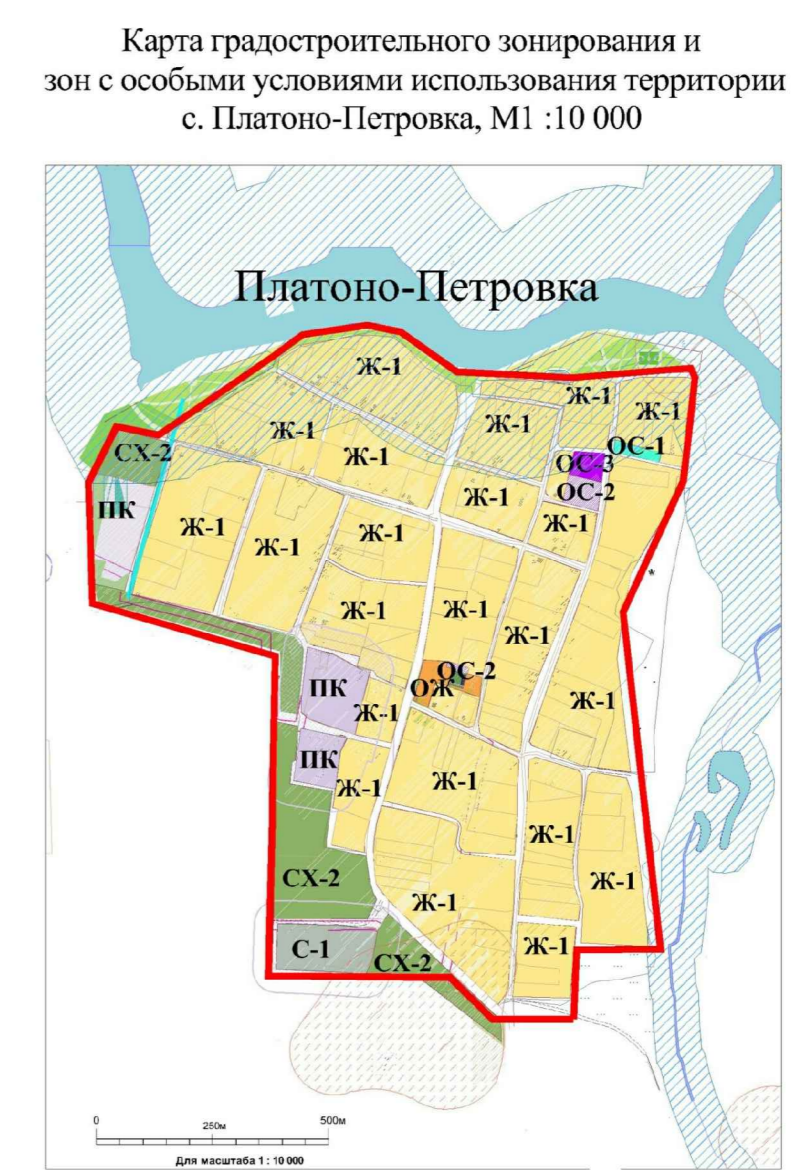 Карта градостроительного зонирования и
зон с особыми условиями использования территории
с. Платоно-Петровка, М1 :10 000
Платоно-Петровка
Ж-1
Ж-1
Ж-1
Ж-1
Ж-1
Ж-1
Ж-1
ОС-1
СХ-2
ОС-3
ОС-2
Ж-1
ПК
Ж-1
Ж-1
Ж-1
Ж-1
Ж-1
Ж-1
Ж-1
ОС-2
ОЖ
ПК
Ж-1
Ж-1
ПК
Ж-1
Ж-1
Ж-1
СХ-2
Ж-1
Ж-1
С-1
Ж-1
СХ-2
0 250м 500м
Для масштаба 1 : 10 000